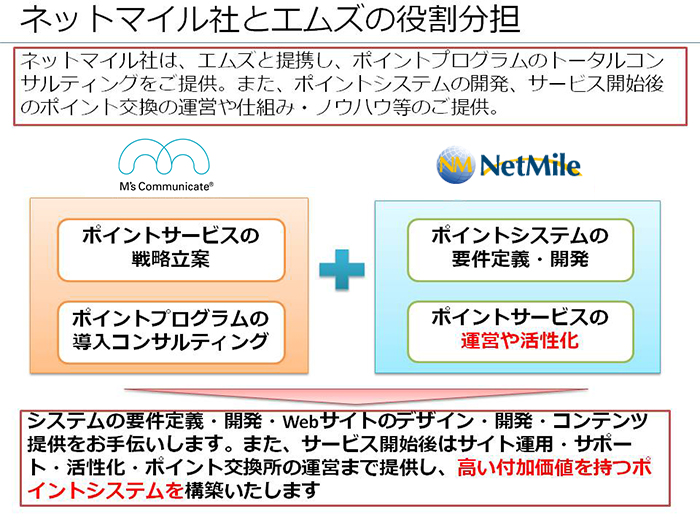 ネットマイル社とエムズの役割分担
ネットマイル社は、エムズと提携し、ポイントプログラムのトータルコン
サルティングをご提供。また、ポイントシステムの開発、サービス開始後
のポイント交換の運営や仕組み・ノウハウ等のご提供。
M's Communicate®
NM NetMile
ポイントサービスの
戦略立案
ポイントプログラムの
導入コンサルティング
ポイントシステムの
要件定義・開発
ポイントサービスの
運営や活性化
システムの要件定義・開発・Webサイトのデザイン・開発・コンテンツ
提供をお手伝いします。また、サービス開始後はサイト運用・サポー
ト・活性化・ポイント交換所の運営まで提供し、高い付加価値を持つポ
イントシステムを構築いたします